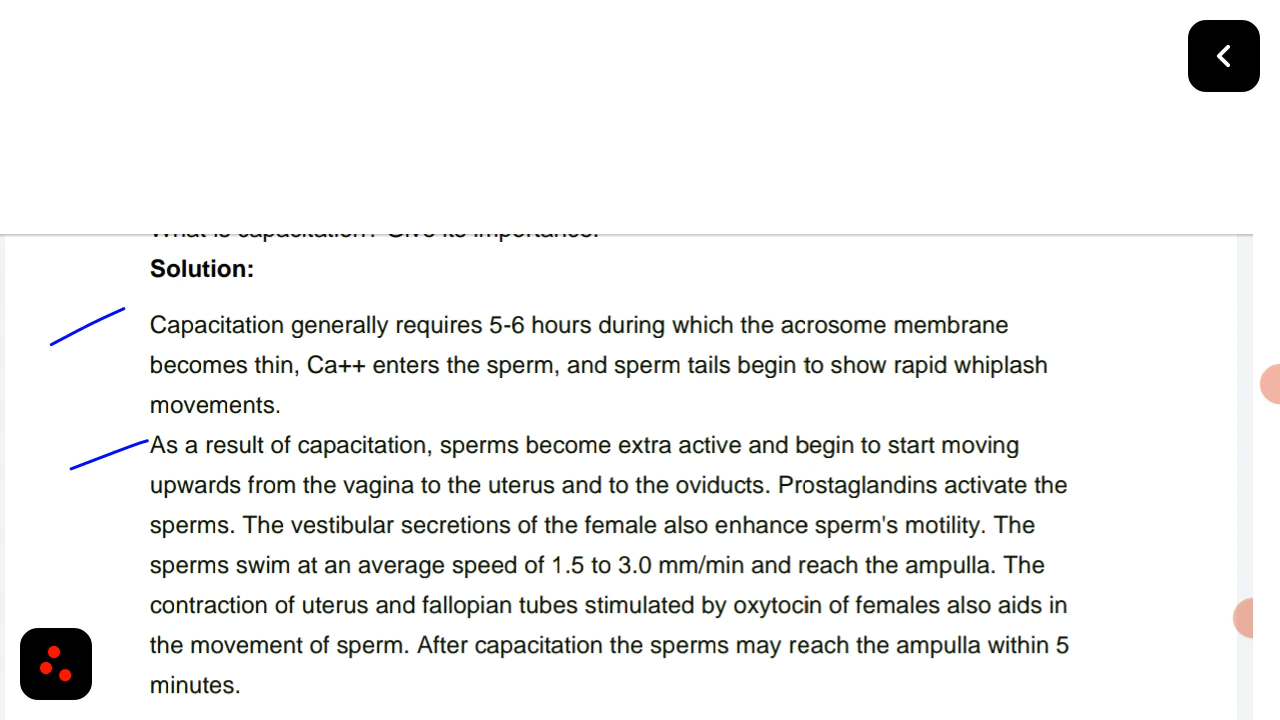 What is capacitation? Give its importance.
Solution:
Capacitation generally requires 5-6 hours during which the acrosome membrane
becomes thin, Ca++ enters the sperm, and sperm tails begin to show rapid whiplash
movements.
As a result of capacitation, sperms become extra active and begin to start moving
upwards from the vagina to the uterus and to the oviducts. Prostaglandins activate the
sperms. The vestibular secretions of the female also enhance sperm's motility. The
sperms swim at an average speed of 1.5 to 3.0 mm/min and reach the ampulla. The
contraction of uterus and fallopian tubes stimulated by oxytocin of females also aids in
the movement of sperm. After capacitation the sperms may reach the ampulla within 5
minutes.